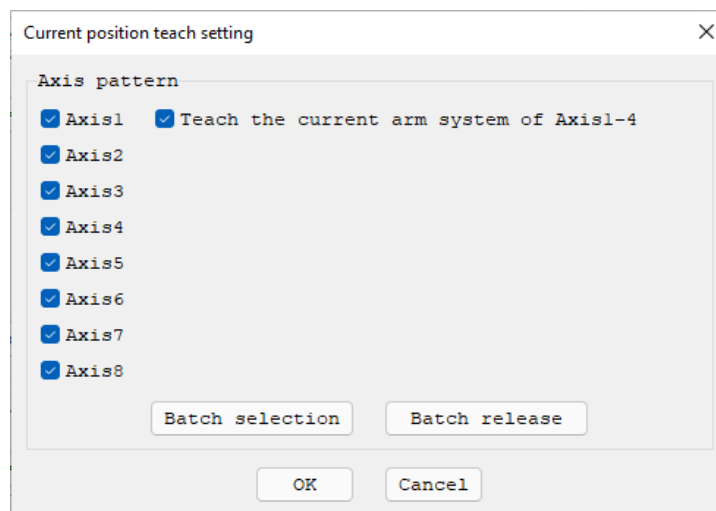 Current position teach setting
Axis pattern
Axis1 Teach the current arm system of Axis1-4
Axis2
Axis3
Axis4
Axis5
Axis6
Axis7
Axis8
Batch selection Batch release
OK Cancel